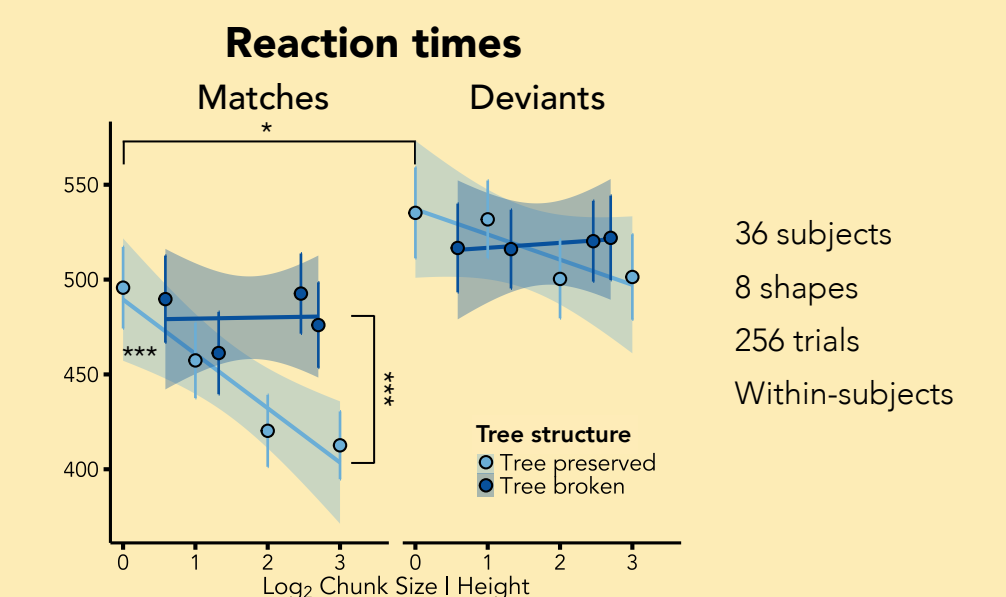 Reaction times
Matches
Deviants
*
550
500
450
400
***
***
36 subjects
8 shapes
256 trials
Within-subjects
Tree structure
Tree preserved
Tree broken
0 1 2 3 0 1 2 3
Log₂ Chunk Size | Height